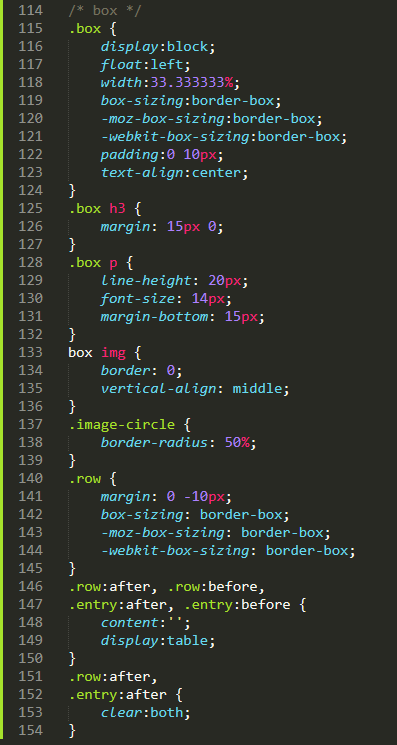 114 /* box */
115 .box {
116 display:block;
117 float:left;
118 width:33.333333%;
119 box-sizing:border-box;
120 -moz-box-sizing:border-box;
121 -webkit-box-sizing:border-box;
122 padding:0 10px;
123 text-align:center;
124 }
125 .box h3 {
126 margin: 15px 0;
127 }
128 .box p {
129 line-height: 20px;
130 font-size: 14px;
131 margin-bottom: 15px;
132 }
133 box img {
134 border: 0;
135 vertical-align: middle;
136 }
137 .image-circle {
138 border-radius: 50%;
139 }
140 .row {
141 margin: 0 -10px;
142 box-sizing: border-box;
143 -moz-box-sizing: border-box;
144 -webkit-box-sizing: border-box;
145 }
146 .row:after, .row:before,
147 .entry:after, .entry:before {
148 content:'';
149 display:table;
150 }
151 .row:after,
152 .entry:after {
153 clear:both;
154 }